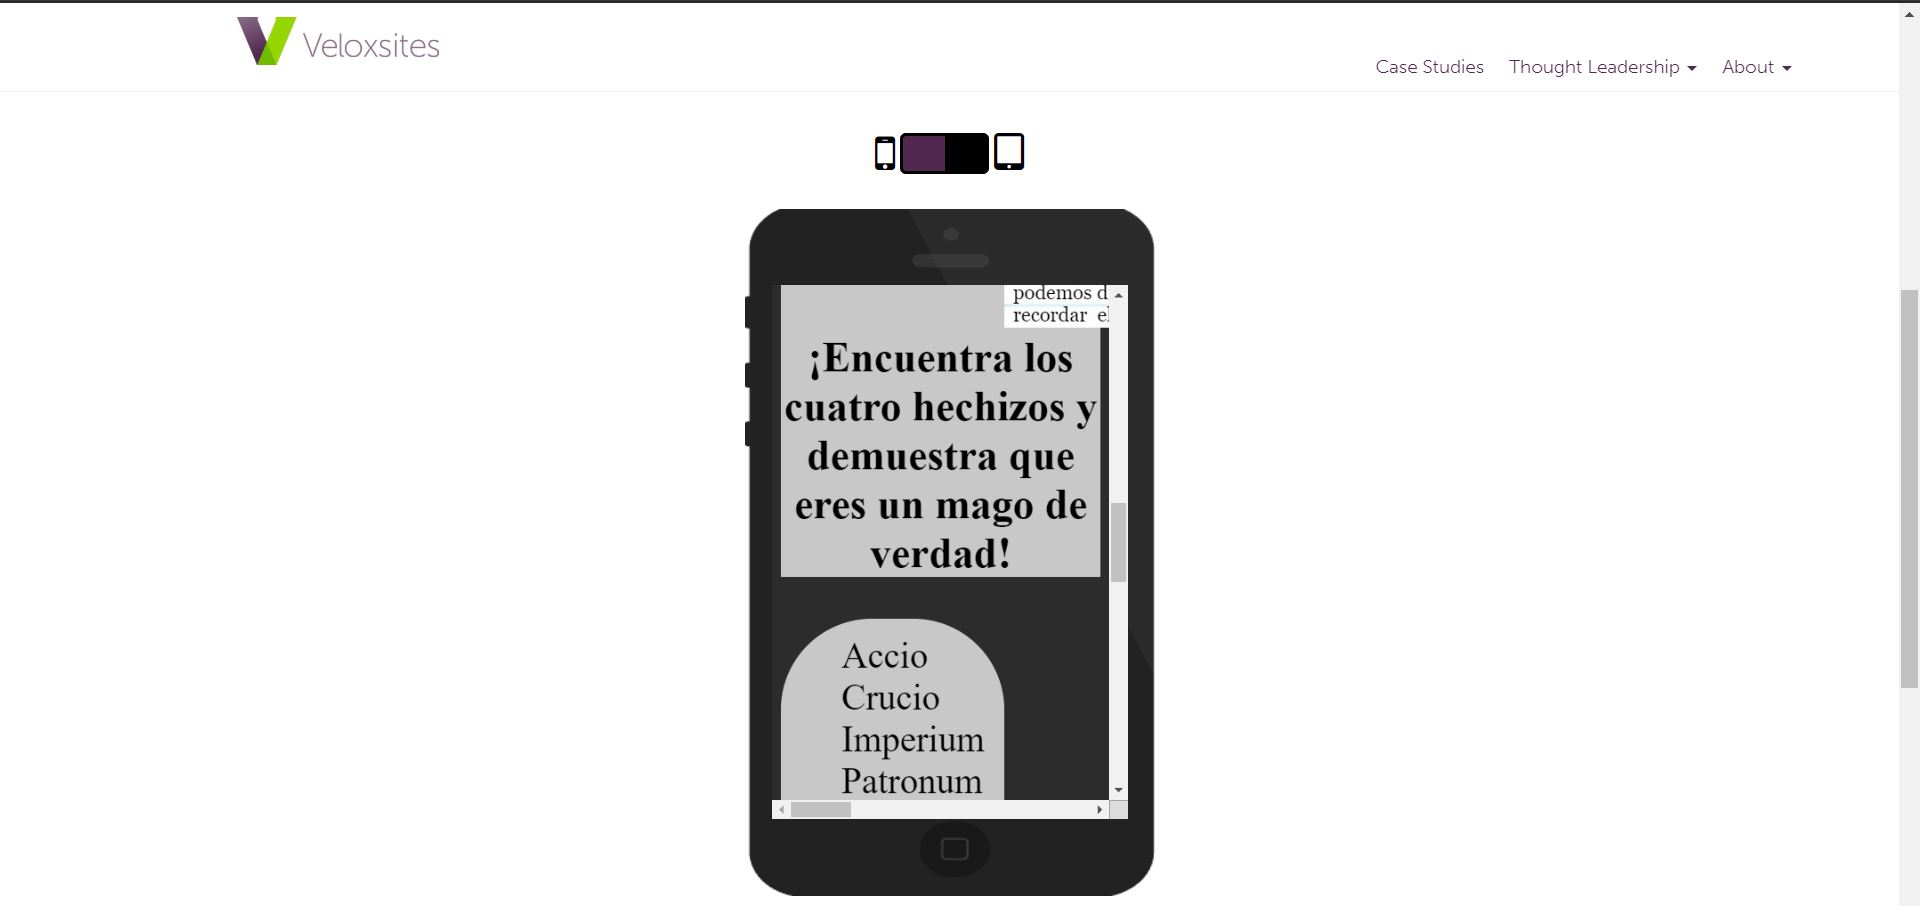 Veloxsites
Case Studies
Thought Leadership
About
podemos d
recordar e
¡Encuentra los
cuatro hechizos y
demuestra que
eres un mago de
verdad!
Accio
Crucio
Imperium
Patronum